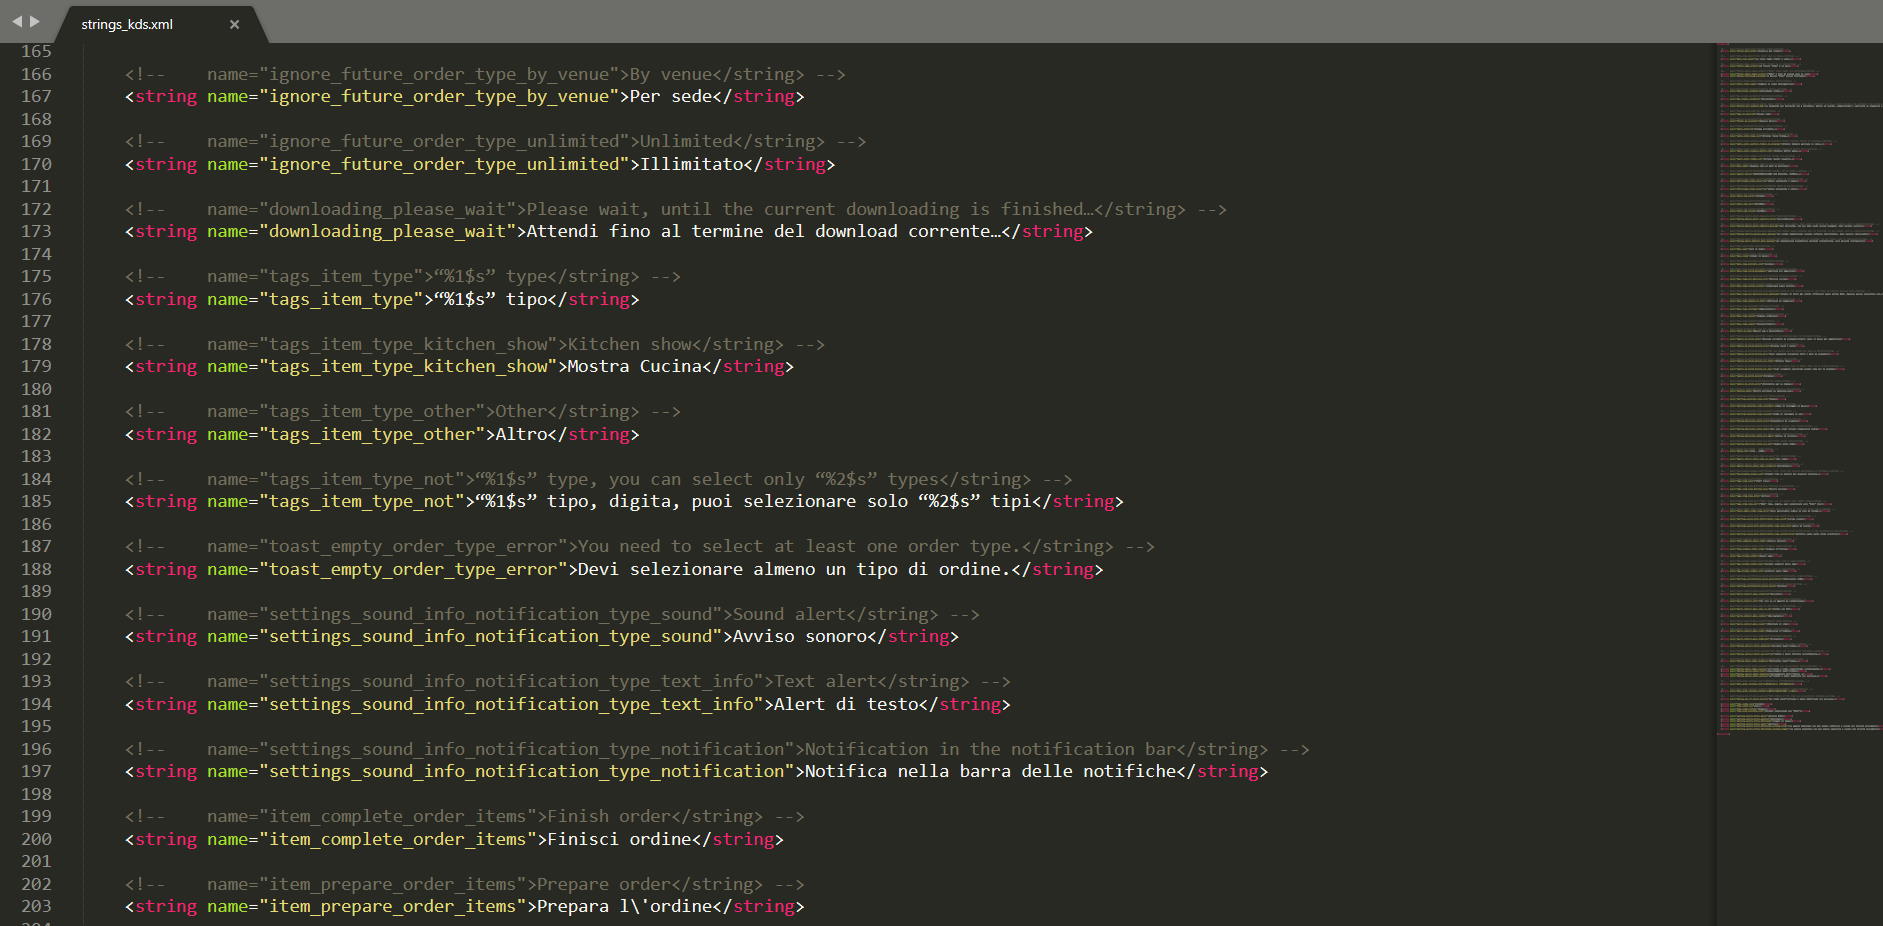 strings_kds.xml ×
165
166 <!--    name="ignore_future_order_type_by_venue">By venue</string> -->
167 <string name="ignore_future_order_type_by_venue">Per sede</string>
168
169 <!--    name="ignore_future_order_type_unlimited">Unlimited</string> -->
170 <string name="ignore_future_order_type_unlimited">Illimitato</string>
171
172 <!--    name="downloading_please_wait">Please wait, until the current downloading is finished…</string> -->
173 <string name="downloading_please_wait">Attendi fino al termine del download corrente…</string>
174
175 <!--    name="tags_item_type">“%1$s” type</string> -->
176 <string name="tags_item_type">“%1$s” tipo</string>
177
178 <!--    name="tags_item_type_kitchen_show">Kitchen show</string> -->
179 <string name="tags_item_type_kitchen_show">Mostra Cucina</string>
180
181 <!--    name="tags_item_type_other">Other</string> -->
182 <string name="tags_item_type_other">Altro</string>
183
184 <!--    name="tags_item_type_not">“%1$s” type, you can select only “%2$s” types</string> -->
185 <string name="tags_item_type_not">“%1$s” tipo, digita, puoi selezionare solo “%2$s” tipi</string>
186
187 <!--    name="toast_empty_order_type_error">You need to select at least one order type.</string> -->
188 <string name="toast_empty_order_type_error">Devi selezionare almeno un tipo di ordine.</string>
189
190 <!--    name="settings_sound_info_notification_type_sound">Sound alert</string> -->
191 <string name="settings_sound_info_notification_type_sound">Avviso sonoro</string>
192
193 <!--    name="settings_sound_info_notification_type_text_info">Text alert</string> -->
194 <string name="settings_sound_info_notification_type_text_info">Alert di testo</string>
195
196 <!--    name="settings_sound_info_notification_type_notification">Notification in the notification bar</string> -->
197 <string name="settings_sound_info_notification_type_notification">Notifica nella barra delle notifiche</string>
198
199 <!--    name="item_complete_order_items">Finish order</string> -->
200 <string name="item_complete_order_items">Finisci ordine</string>
201
202 <!--    name="item_prepare_order_items">Prepare order</string> -->
203 <string name="item_prepare_order_items">Prepara l\'ordine</string>